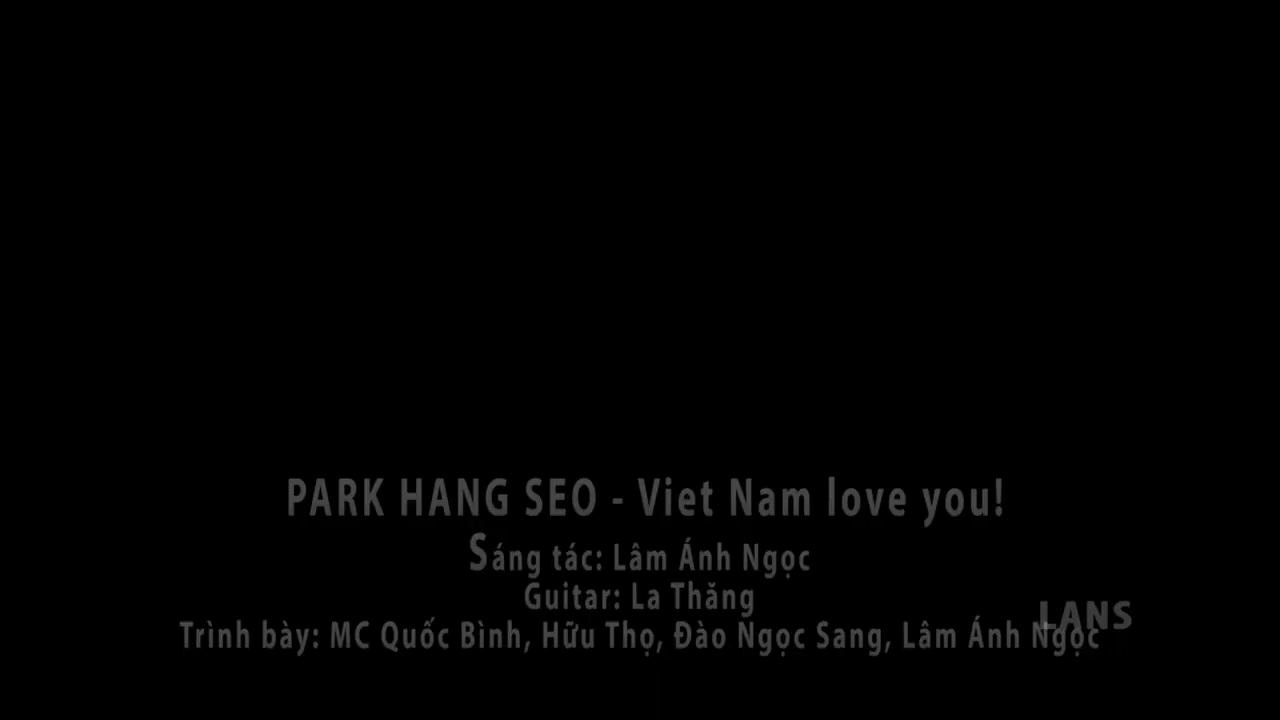 PARK HANG SEO - Viet Nam love you!
Sáng tác: Lâm Ánh Ngọc
Guitar: La Thăng
LANS
Trình bày: MC Quốc Bình, Hữu Thọ, Đào Ngọc Sang, Lâm Ánh Ngọc